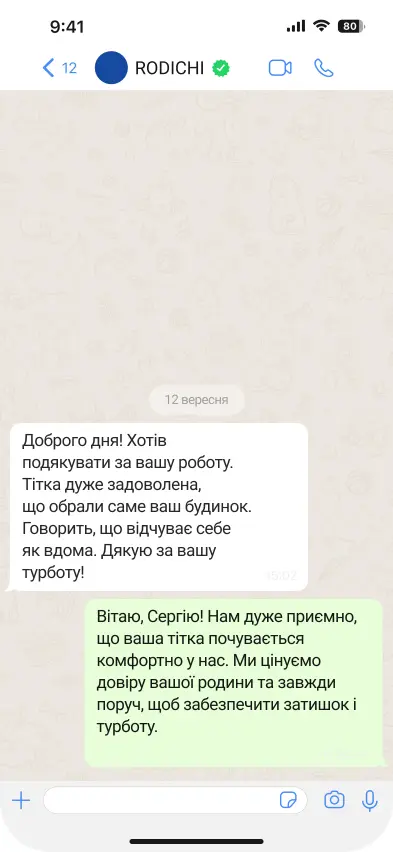 9:41
80
12
RODICHI
12 вересня
Доброго дня! Хотів
подякувати за вашу роботу.
Тітка дуже задоволена,
що обрали саме ваш будинок.
Говорить, що відчуває себе
як вдома. Дякую за вашу
турботу!
15:02
Вітаю, Сергію! Нам дуже приємно,
що ваша тітка почувається
комфортно у нас. Ми цінуємо
довіру вашої родини та завжди
поруч, щоб забезпечити затишок і
турботу.